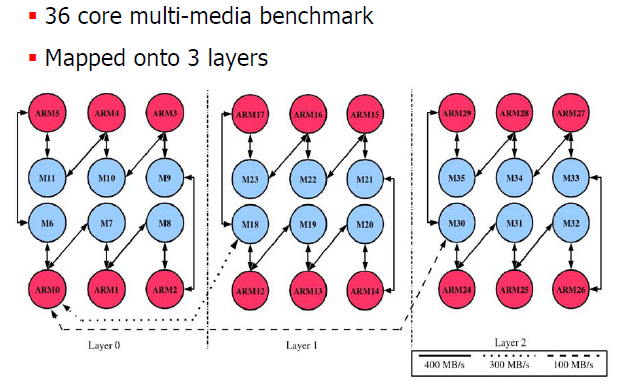 36 core multi-media benchmark
Mapped onto 3 layers
ARM5 ARM4 ARM3 ARM17 ARM16 ARM15 ARM29 ARM28 ARM27
M11 M10 M9 M23 M22 M21 M35 M34 M33
M6 M7 M8 M18 M19 M20 M30 M31 M32
ARM0 ARM1 ARM2 ARM12 ARM13 ARM14 ARM24 ARM25 ARM26
Layer 0 Layer 1 Layer 2
400 MB/s 300 MB/s 100 MB/s